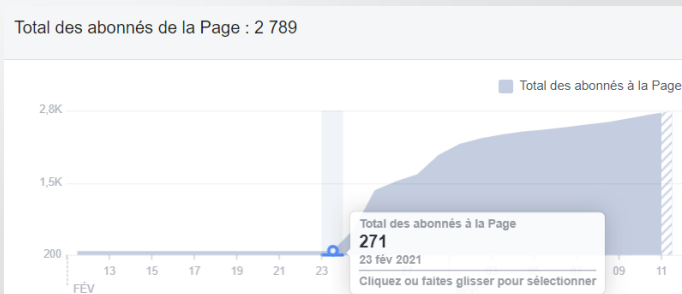 Total des abonnés de la Page : 2 789
Total des abonnés à la Page
2,8K
1,5K
200
Total des abonnés à la Page
271
23 fév 2021
Cliquez ou faites glisser pour sélectionner
13 15 17 19 21 23 09 11
FÉV